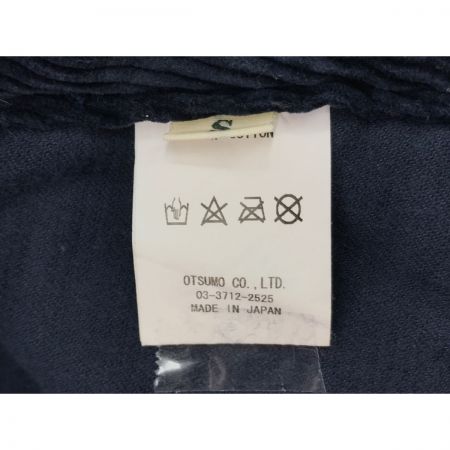 S
COTTON
OTSUMO CO.,LTD.
03-3712-2525
MADE IN JAPAN